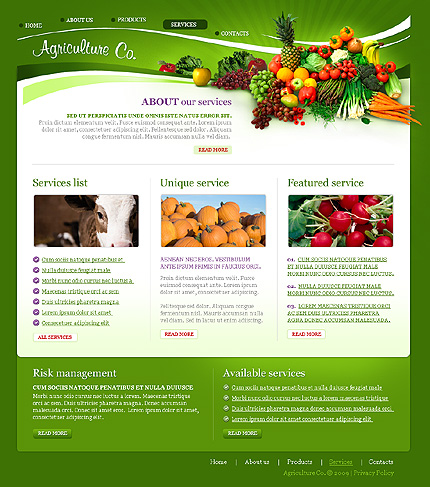 HOME
ABOUT US
PRODUCTS
SERVICES
CONTACTS
Agriculture Co.
ABOUT our services
SED UT PERSPICIATIS UNDE OMNIS ISTE NATUS ERROR SIT.
Proin dictum elementum velit. Fusce euismod consequat ante. Lorem ipsum
dolor sit amet, consectetuer adipiscing elit. Pellentesque sed dolor. Aliquam
congue fermentum nisl. Mauris accumsan nulla vel diam.
READ MORE
Services list
Cum sociis natoque penatibus et
Nulla duiusce feugiat male
Morbi nunc odio cursus nec luctus a
Maecenas tristique orci ac sem
Duis ultricies pharetra magna
Lorem ipsum dolor sit amet
Consectetuer adipiscing elit
ALL SERVICES
Unique service
AENEAN NEC EROS. VESTIBULUM
ANTE IPSUM PRIMIS IN FAUCIBUS ORCI.
Proin dictum elementum velit. Fusce
euismod consequat ante. Lorem ipsum
dolor sit amet, consectetuer adipiscing.
Pellentesque sed dolor. Aliquam congue
fermentum nisl. Mauris accumsan nulla
vel diam. Sed in lacus ut enim adipiscing
READ MORE
Featured service
01. CUM SOCIIS NATOQUE PENATIBUS
ET NULLA DUIUSCE FEUGIAT MALE
MORBI NUNC ODIO CURSUS NEC LUCTUS.
02. NULLA DUIUSCE FEUGIAT MALE
MORBI NUNC ODIO CURSUS NEC LUCTUS.
03. LOREM MAECENAS TRISTIQUE ORCI
AC SEM DUIS ULTRICIES PHARETRA
MAGNA DONEC ACCUMSAN MALESUADA.
READ MORE
Risk management
CUM SOCIIS NATOQUE PENATIBUS ET NULLA DUIUSCE
Morbi nunc odio cursus nec luctus a lorem. Maecenas tristique
orci ac sem. Duis ultricies pharetra magna. Donec accumsan
malesuada orci. Donec sit amet eros. Lorem ipsum dolor sit
amet, consectetuer.
READ MORE
Available services
Cum sociis natoque penatibus et nulla duiusce feugiat male
Morbi nunc odio cursus nec luctus a lorem maecenas tristique
Duis ultricies pharetra magna donec accumsan malesuada orci
Lorem ipsum dolor sit amet consectetuer adipiscing elit
READ MORE
Home | About us | Products | Services | Contacts
Agriculture Co. © 2009 | Privacy Policy